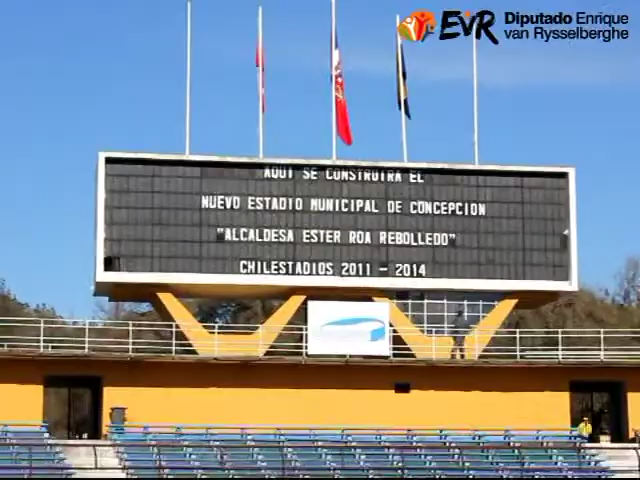 EVR Diputado Enrique
van Rysselberghe
AQUI SE CONSTRUIRA EL
NUEVO ESTADIO MUNICIPAL DE CONCEPCION
"ALCALDESA ESTER ROA REBOLLEDO"
CHILESTADIOS 2011 - 2014